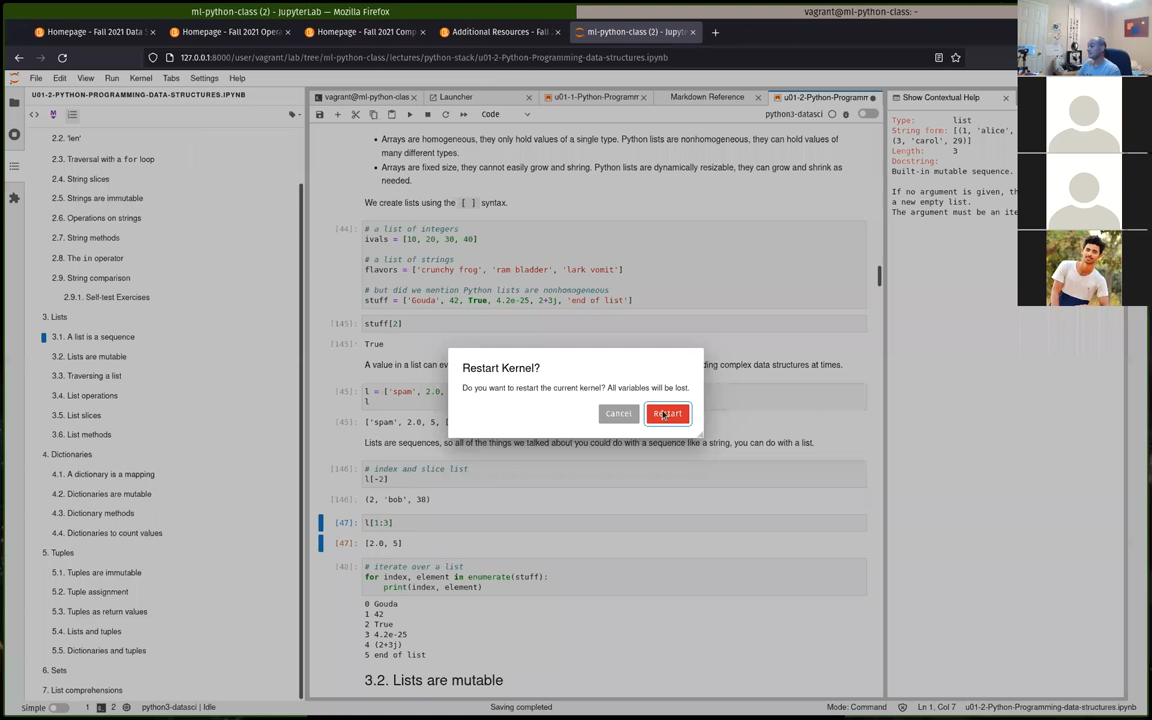 ml-python-class (2) - JupyterLab — Mozilla Firefox
vagrant@ml-python-class: ~
Homepage - Fall 2021 Data S
Homepage - Fall 2021 Opera
Homepage - Fall 2021 Comp
Additional Resources - Fall
ml-python-class (2) - Jupyte
127.0.0.1:8000/user/vagrant/lab/tree/ml-python-class/lectures/python-stack/u01-2-Python-Programming-data-structures.ipynb
File Edit View Run Kernel Tabs Settings Help
U01-2-PYTHON-PROGRAMMING-DATA-STRUCTURES.IPYNB
2.2. 'len'
2.3. Traversal with a for loop
2.4. String slices
2.5. Strings are immutable
2.6. Operations on strings
2.7. String methods
2.8. The in operator
2.9. String comparison
2.9.1. Self-test Exercises
3. Lists
3.1. A list is a sequence
3.2. Lists are mutable
3.3. Traversing a list
3.4. List operations
3.5. List slices
3.6. List methods
4. Dictionaries
4.1. A dictionary is a mapping
4.2. Dictionaries are mutable
4.3. Dictionary methods
4.4. Dictionaries to count values
5. Tuples
5.1. Tuples are immutable
5.2. Tuple assignment
5.3. Tuples as return values
5.4. Lists and tuples
5.5. Dictionaries and tuples
6. Sets
7. List comprehensions
vagrant@ml-python-clas
Launcher
u01-1-Python-Programm
Markdown Reference
u01-2-Python-Programm
Code
python3-datasci
• Arrays are homogeneous, they only hold values of a single type. Python lists are nonhomogeneous, they can hold values of
many different types.
• Arrays are fixed size, they cannot easily grow and shring. Python lists are dynamically resizable, they can grow and shrink as
needed.
We create lists using the [ ] syntax.
[44]: # a list of integers
ivals = [10, 20, 30, 40]
# a list of strings
flavors = ['crunchy frog', 'ram bladder', 'lark vomit']
# but did we mention Python lists are nonhomogeneous
stuff = ['Gouda', 42, True, 4.2e-25, 2+3j, 'end of list']
[145]: stuff[2]
[145]: True
A value in a list can ev
ding complex data structures at times.
[45]: l = ['spam', 2.0,
l
[45]: ['spam', 2.0, 5, [
Restart Kernel?
Do you want to restart the current kernel? All variables will be lost.
Cancel
Restart
Lists are sequences, so all of the things we talked about you could do with a sequence like a string, you can do with a list.
[146]: # index and slice list
l[-2]
[146]: (2, 'bob', 38)
[47]: l[1:3]
[47]: [2.0, 5]
[48]: # iterate over a list
for index, element in enumerate(stuff):
print(index, element)
0 Gouda
1 42
2 True
3 4.2e-25
4 (2+3j)
5 end of list
3.2. Lists are mutable
Show Contextual Help
Type: list
String form: [(1, 'alice',
(3, 'carol', 29)]
Length: 3
Docstring:
Built-in mutable sequence.
If no argument is given, th
a new empty list.
The argument must be an ite
Simple
1
2
python3-datasci | Idle
Saving completed
Mode: Command
Ln 1, Col 7
u01-2-Python-Programming-data-structures.ipynb